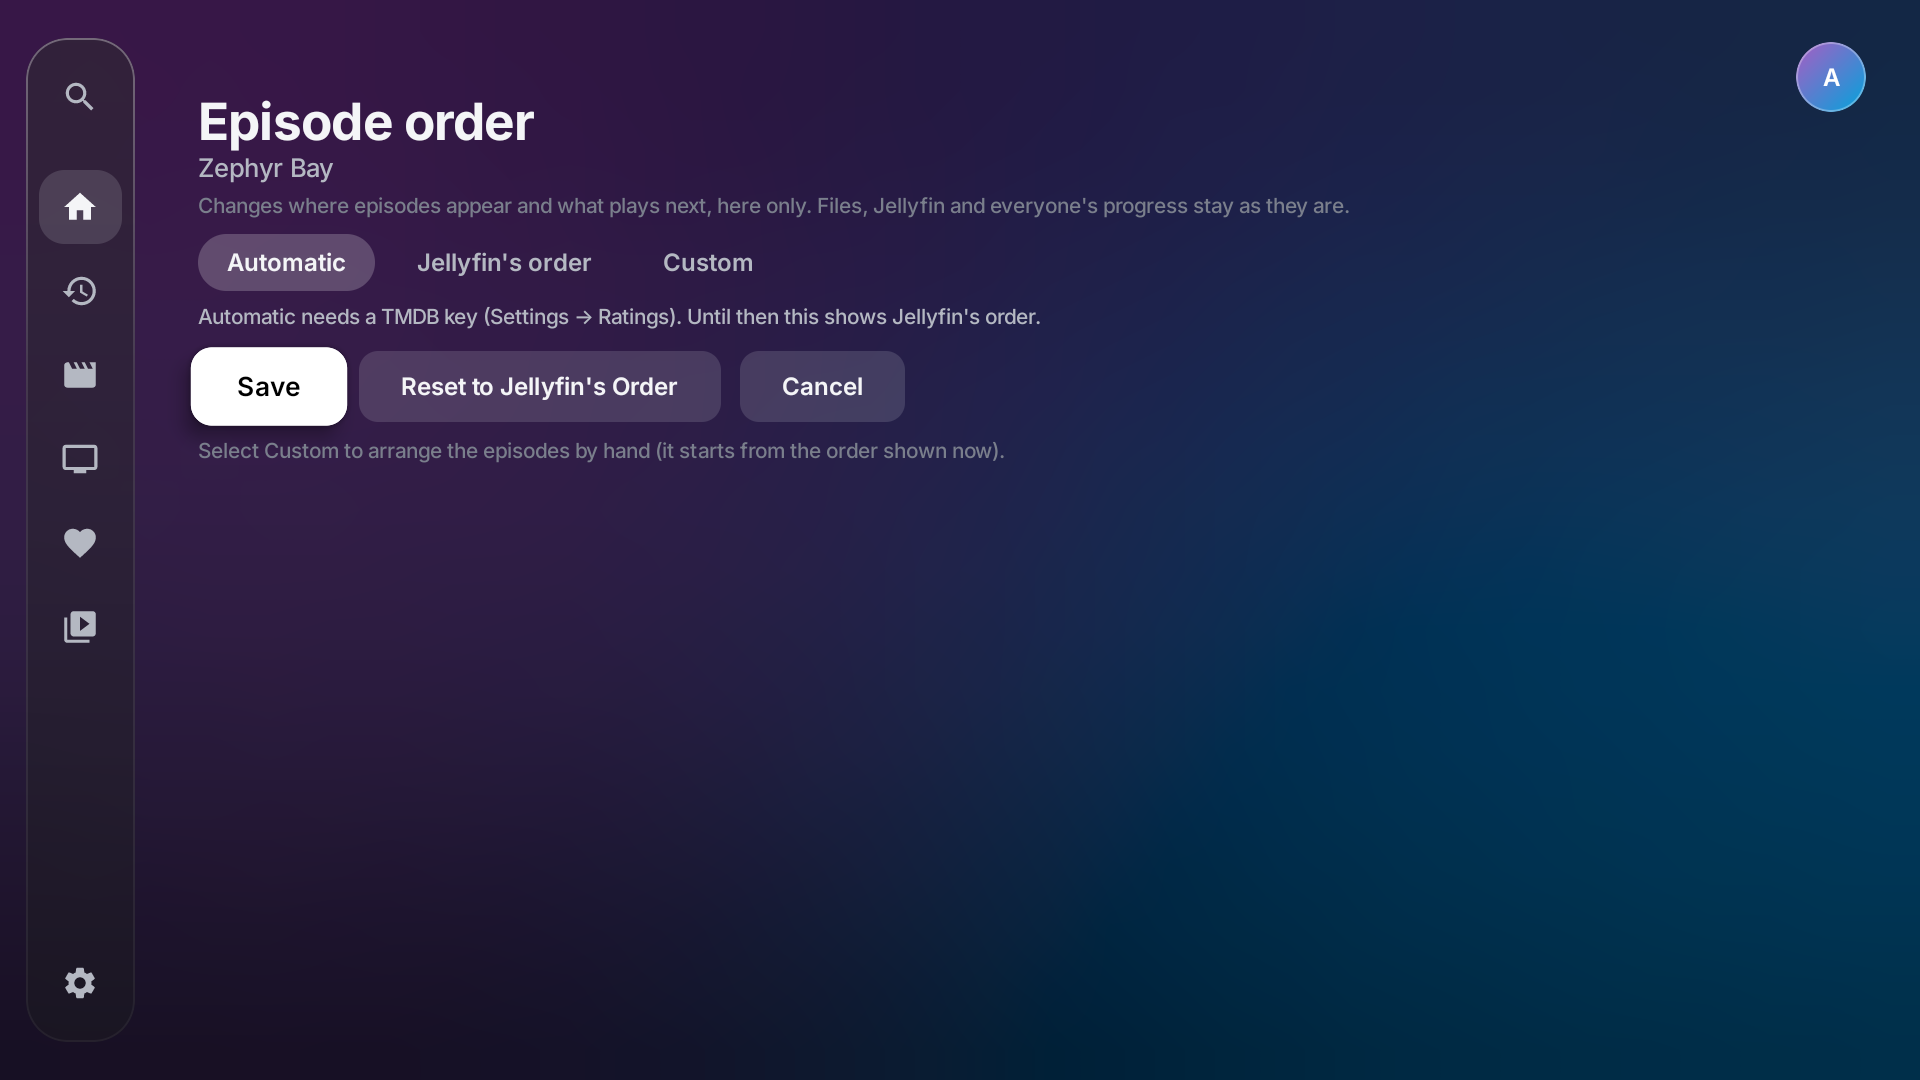 A
Episode order
Zephyr Bay
Changes where episodes appear and what plays next, here only. Files, Jellyfin and everyone's progress stay as they are.
Automatic Jellyfin's order Custom
Automatic needs a TMDB key (Settings → Ratings). Until then this shows Jellyfin's order.
Save Reset to Jellyfin's Order Cancel
Select Custom to arrange the episodes by hand (it starts from the order shown now).